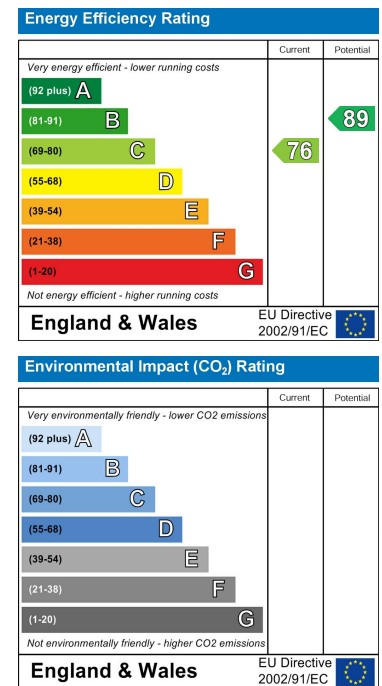 Energy Efficiency Rating
Current Potential
Very energy efficient - lower running costs
(92 plus) A
(81-91) B 89
(69-80) C 76
(55-68) D
(39-54) E
(21-38) F
(1-20) G
Not energy efficient - higher running costs
England & Wales EU Directive 2002/91/EC
Environmental Impact (CO₂) Rating
Current Potential
Very environmentally friendly - lower CO2 emissions
(92 plus) A
(81-91) B
(69-80) C
(55-68) D
(39-54) E
(21-38) F
(1-20) G
Not environmentally friendly - higher CO2 emissions
England & Wales EU Directive 2002/91/EC